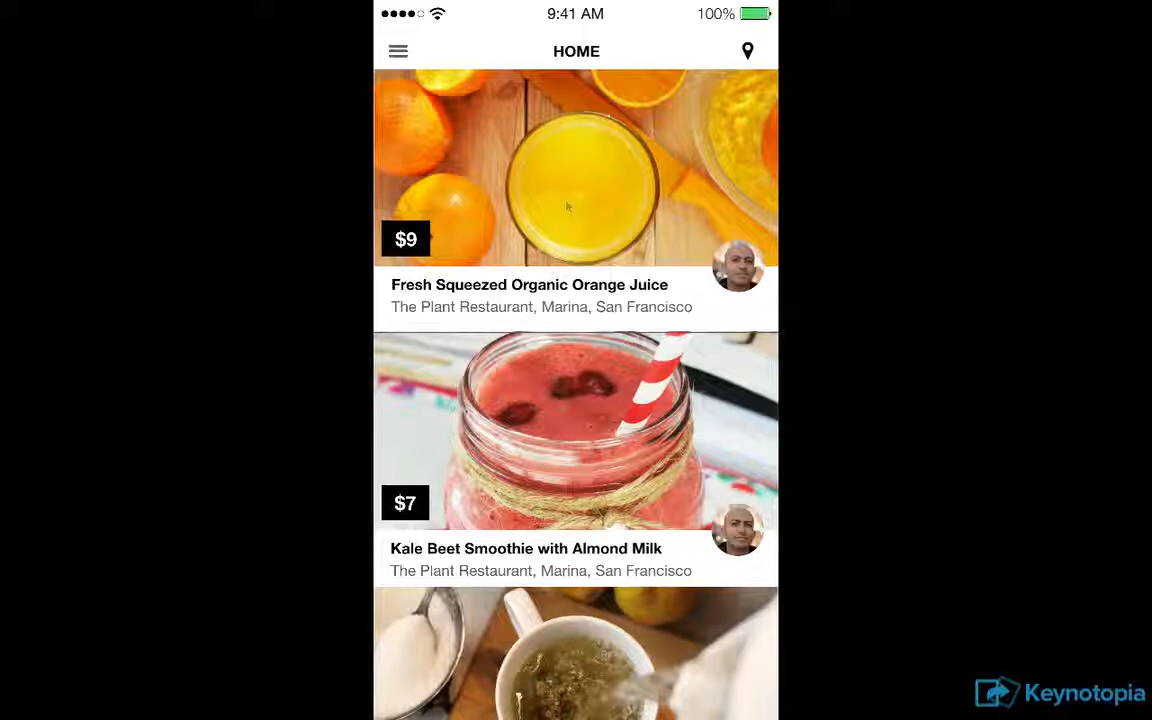 9:41 AM
100%
HOME
$9
Fresh Squeezed Organic Orange Juice
The Plant Restaurant, Marina, San Francisco
$7
Kale Beet Smoothie with Almond Milk
The Plant Restaurant, Marina, San Francisco
Keynotopia